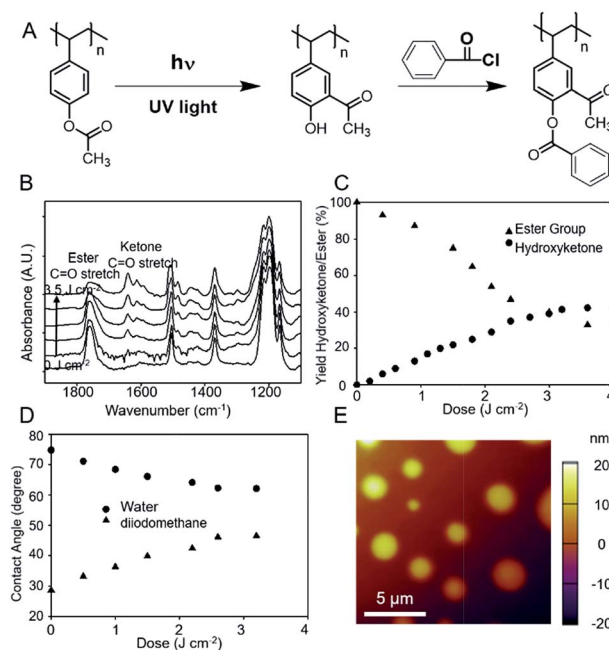 A
n
n
n
hν
UV light
O
Cl
O
O
CH3
OH
O
CH3
O
CH3
O
O
B
Absorbance (A.U.)
Ester
C=O stretch
Ketone
C=O stretch
3.5 J cm-2
0 J cm-2
1800 1600 1400 1200
Wavenumber (cm-1)
C
Yield Hydroxyketone/Ester (%)
100
80
60
40
20
0
Ester Group
Hydroxyketone
0 1 2 3 4
Dose (J cm-2)
D
Contact Angle (degree)
80
70
60
50
40
30
20
Water
diiodomethane
0 1 2 3 4
Dose (J cm-2)
E
5 µm
nm
20
10
0
-10
-20